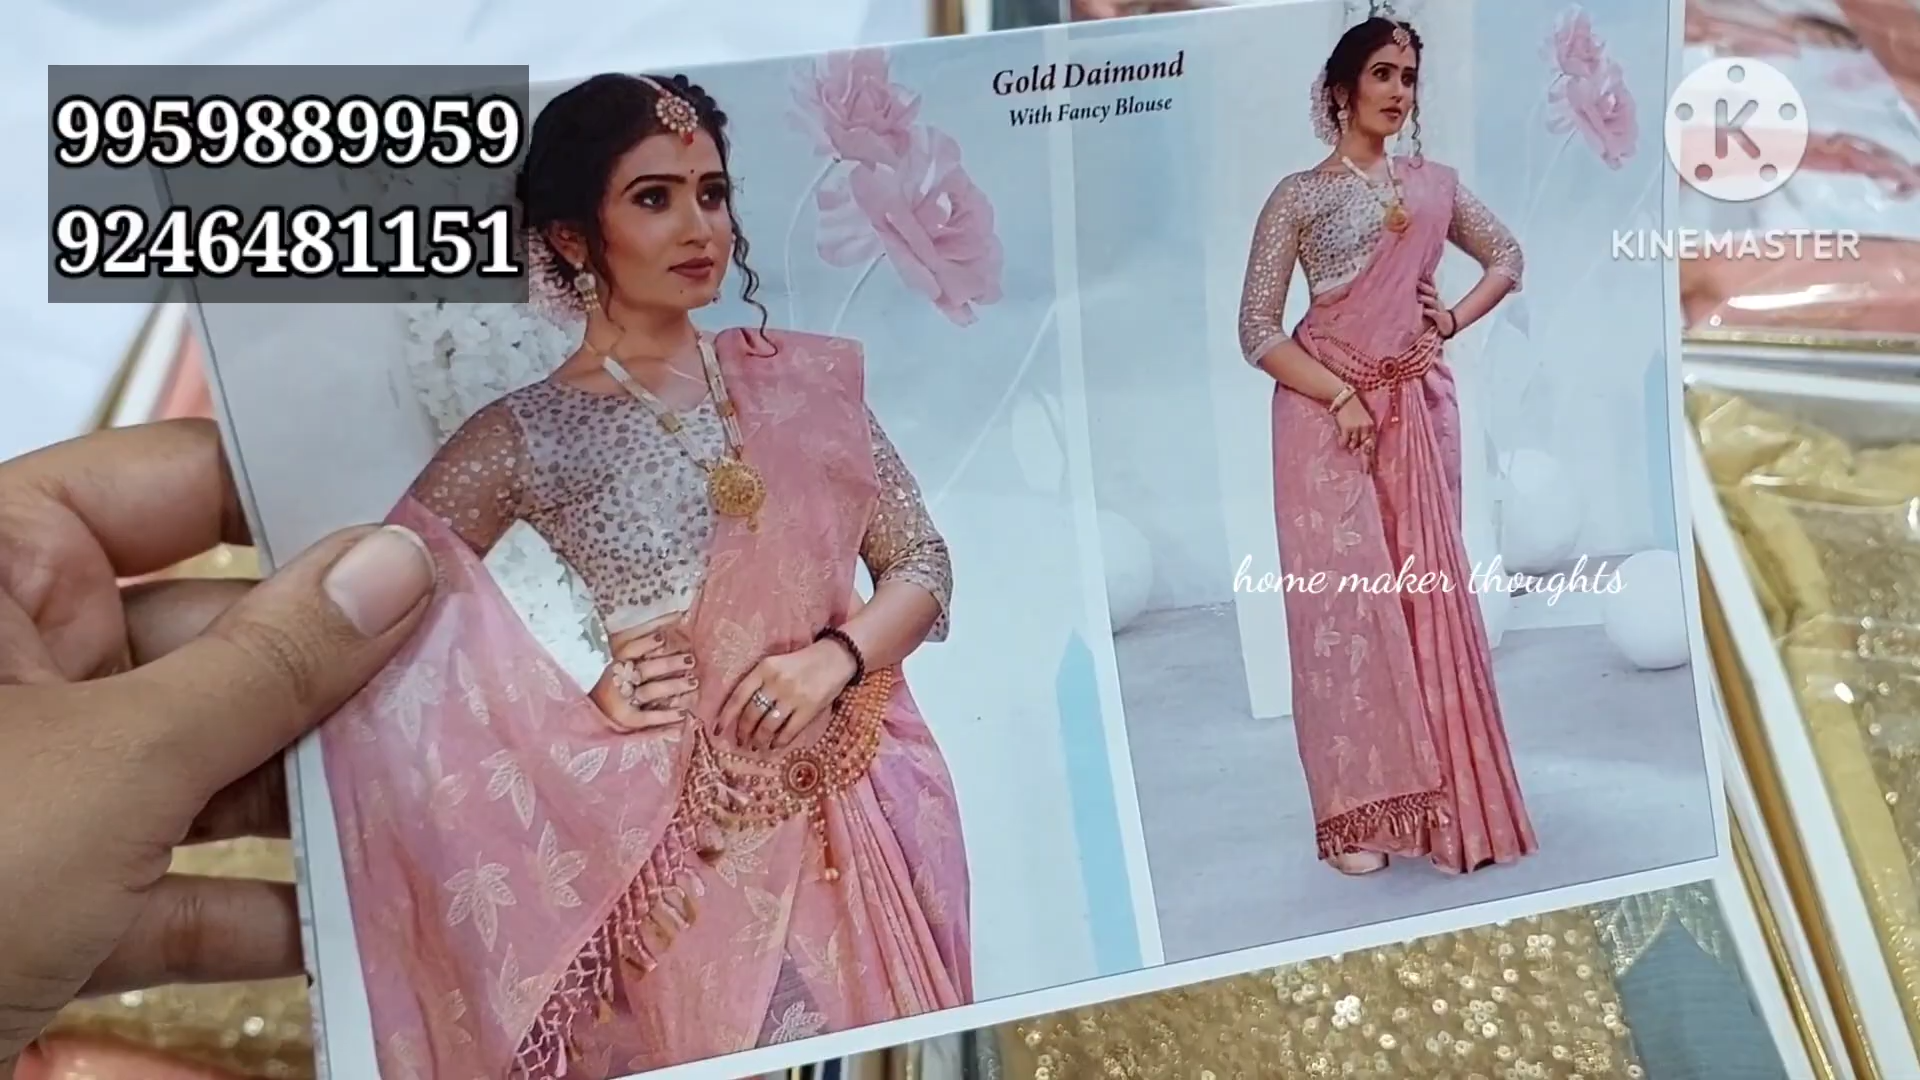 9959889959
9246481151
Gold Daimond
With Fancy Blouse
K
KINEMASTER
home maker thoughts